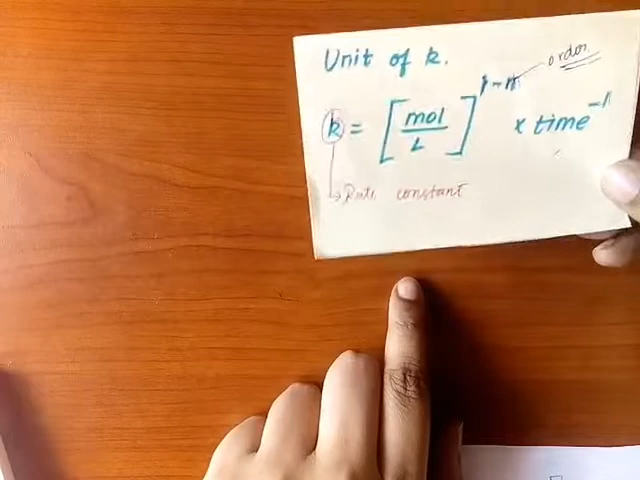 Unit of k.
order
k = [mol/L]^1-n x time^-1
Rate constant